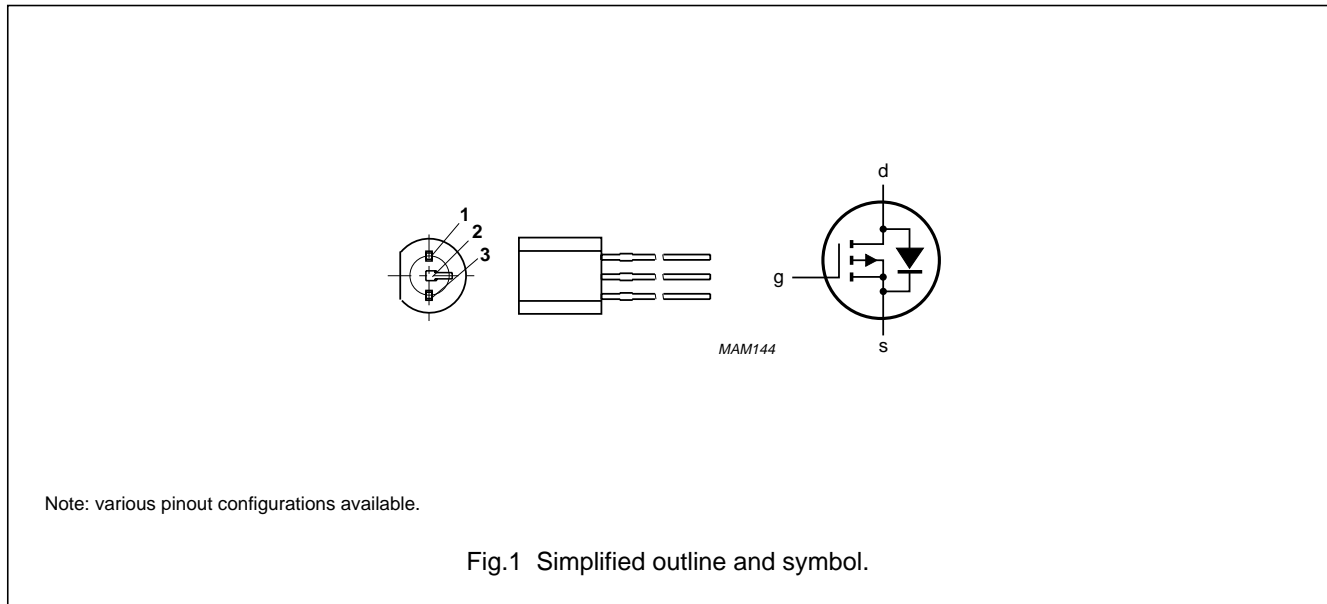 d
1
2
3
g
s
MAM144
Note: various pinout configurations available.
Fig.1 Simplified outline and symbol.